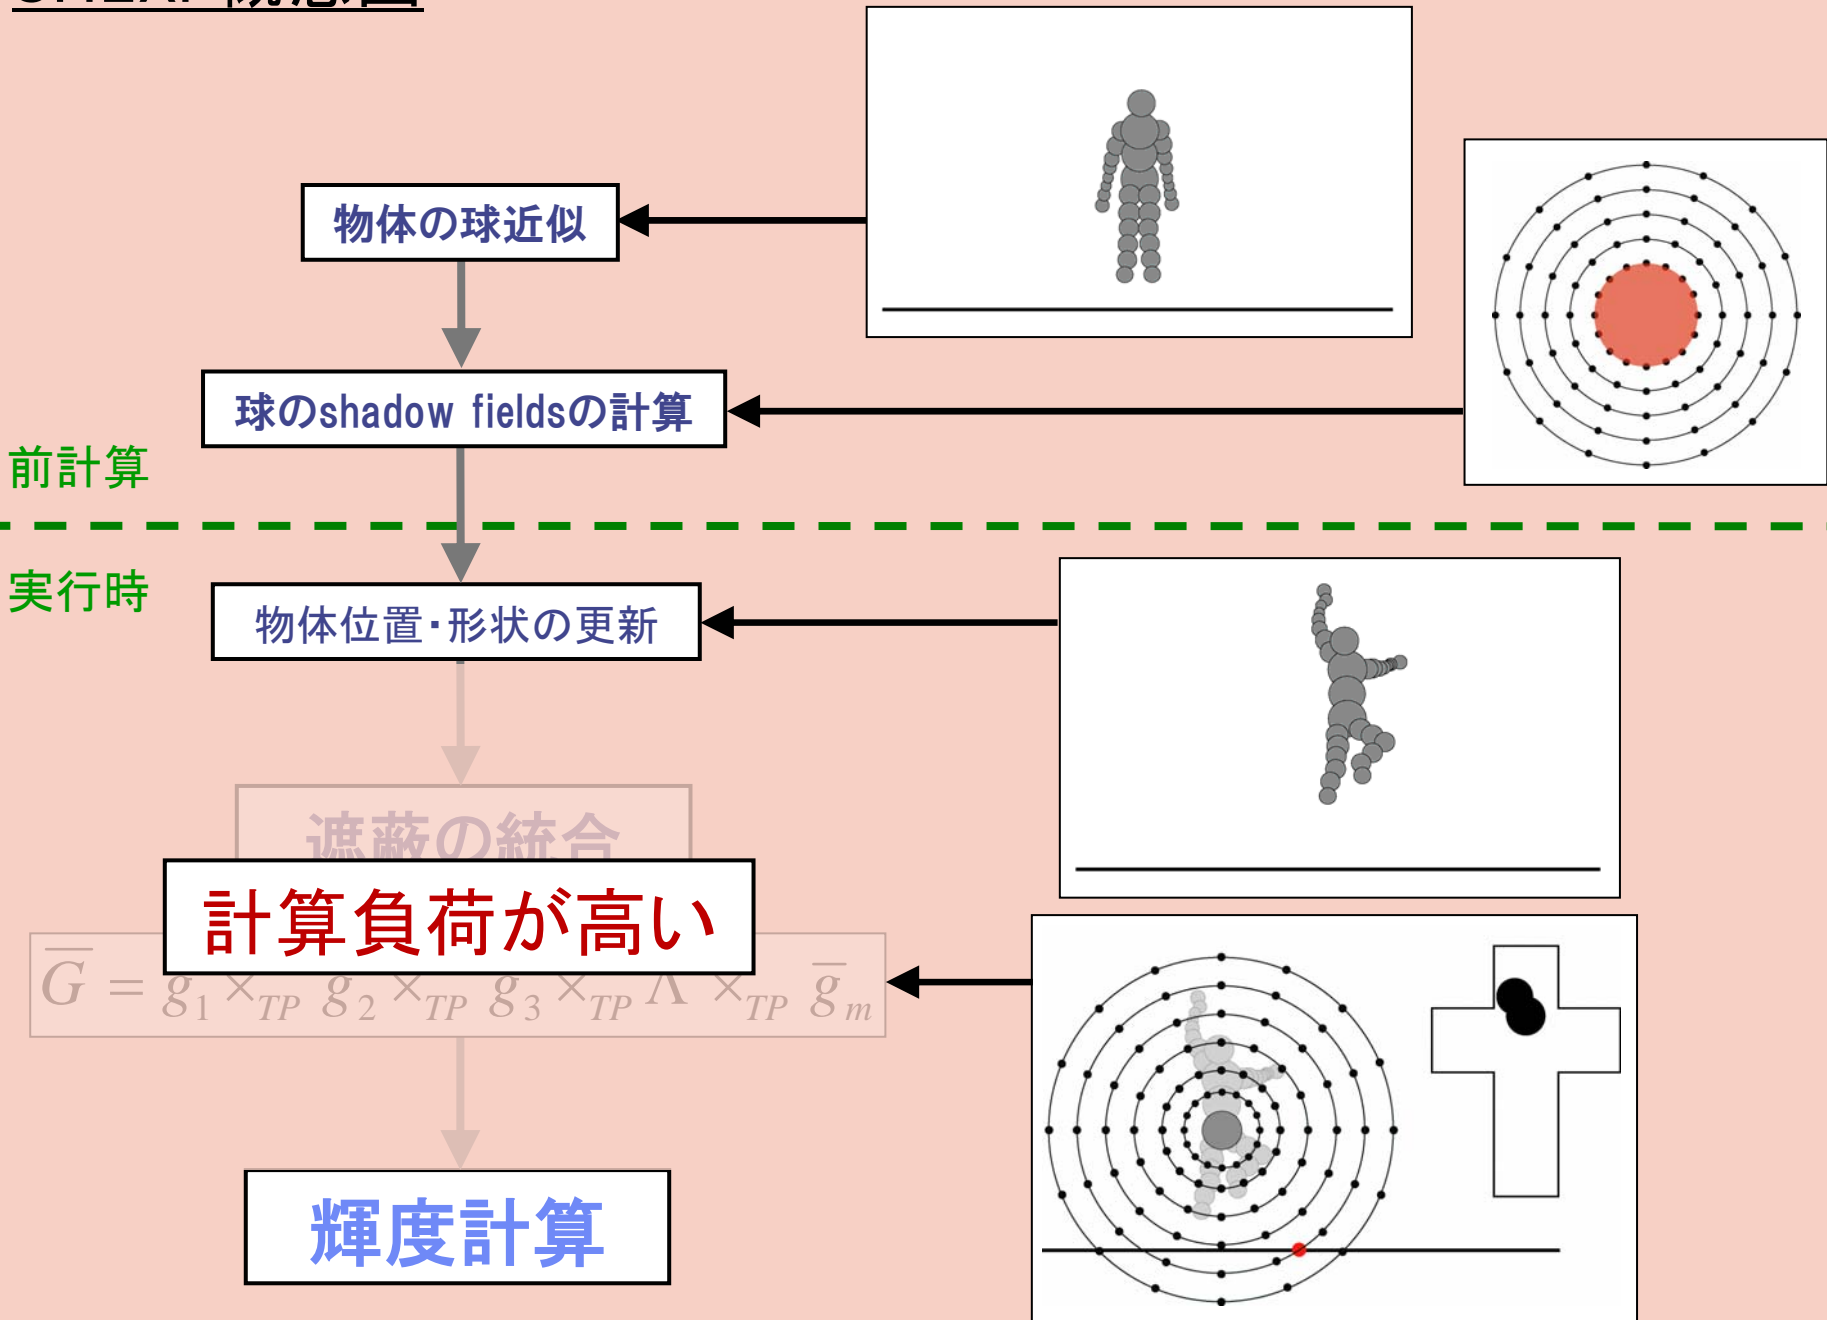 物体の球近似
球のshadow fieldsの計算
前計算
実行時
物体位置・形状の更新
遮蔽の統合
計算負荷が高い
G = g1 ×TP g2 ×TP g3 ×TP Λ ×TP gm
輝度計算